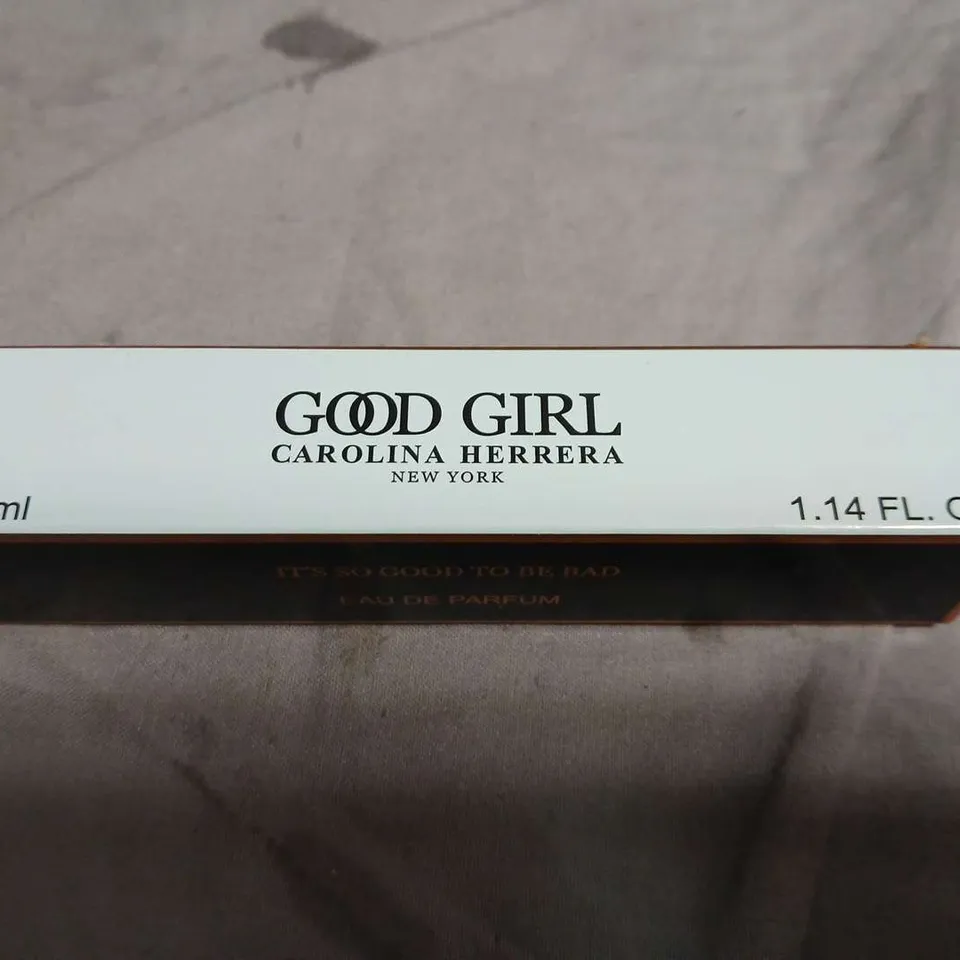 GOOD GIRL
CAROLINA HERRERA
NEW YORK
ml
1.14 FL.
IT'S SO GOOD TO BE BAD
EAU DE PARFUM